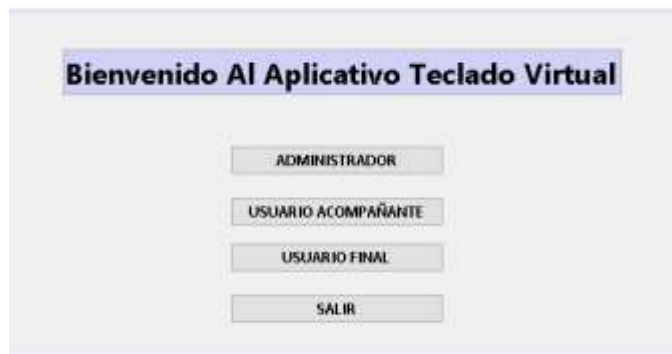 Bienvenido Al Aplicativo Teclado Virtual
ADMINISTRADOR
USUARIO ACOMPAÑANTE
USUARIO FINAL
SALIR